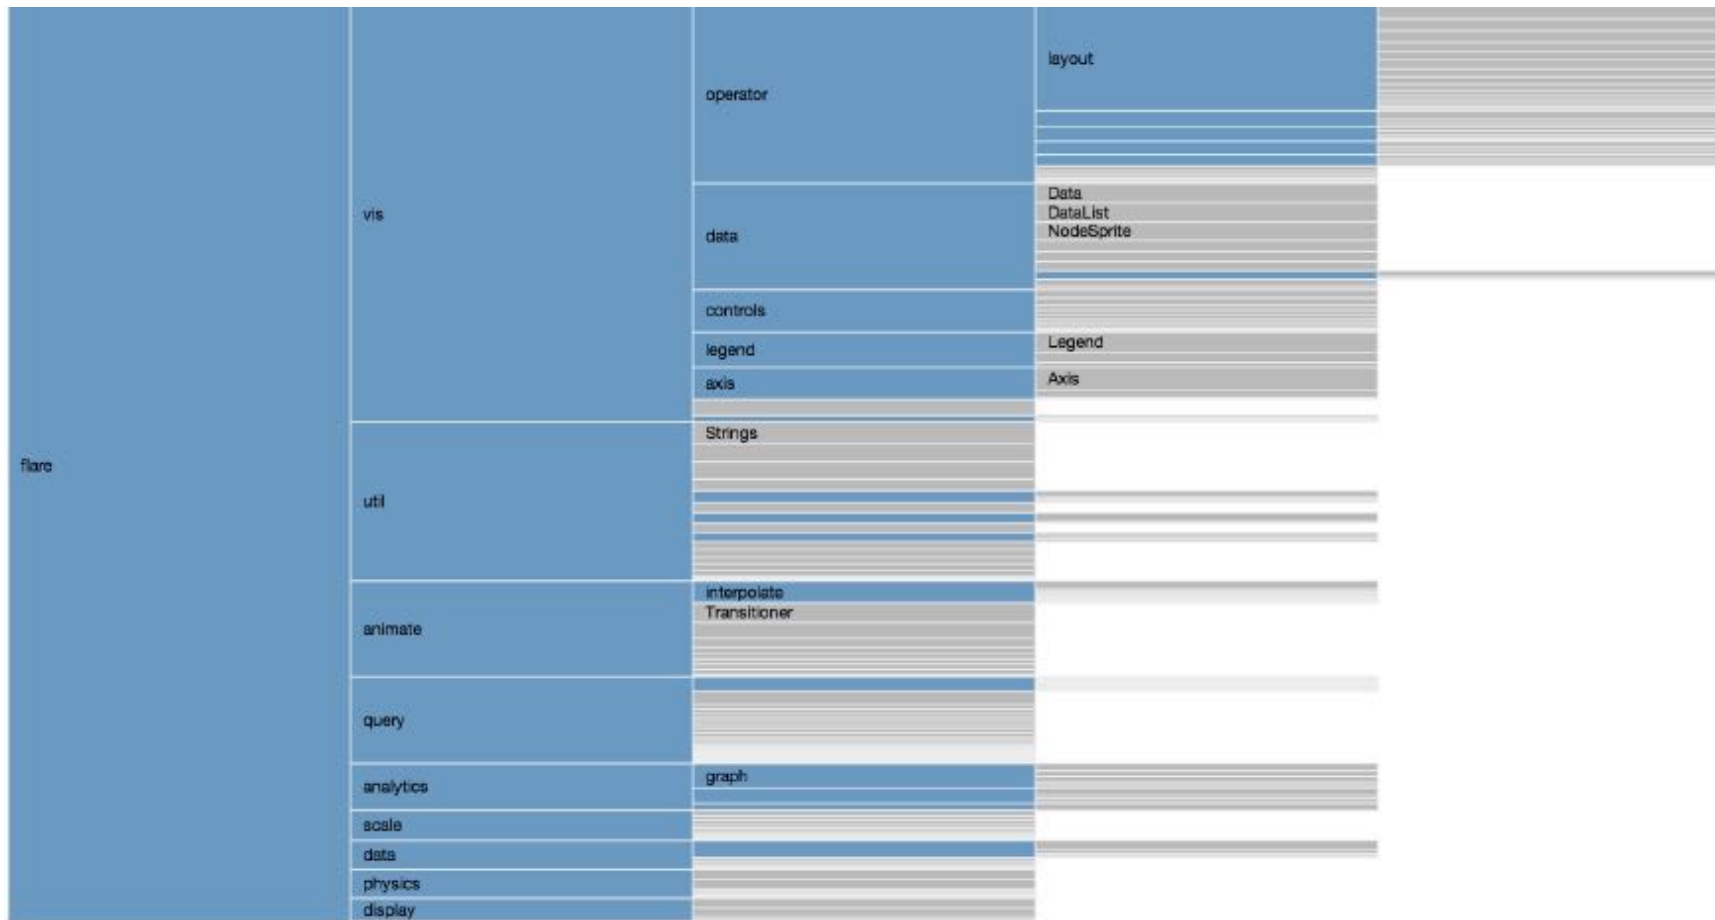 flare
vis
util
animate
query
analytics
scale
data
physics
display
operator
data
controls
legend
axis
Strings
interpolate
Transitioner
graph
layout
Data
DataList
NodeSprite
Legend
Axis